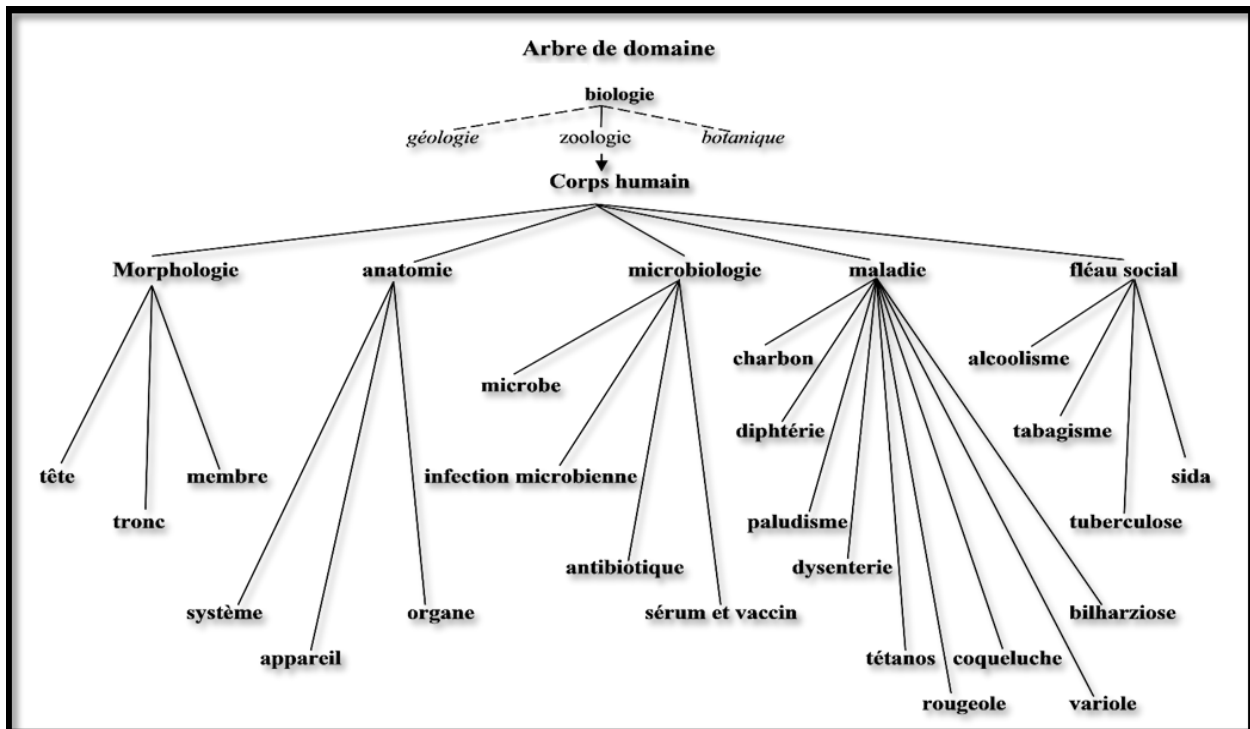 Arbre de domaine
biologie
géologie zoologic botanique
Corps humain
Morphologie anatomie microbiologie maladic fléau social
charbon alcoolisme
microbe
diphtérie tabagisme
tête membre infection microbienne sida
tronc paludisme tuberculose
antibiotique dysenterie
système organe sérum et vaccin bilharziose
appareil tétanos coqueluche
rougeole variole